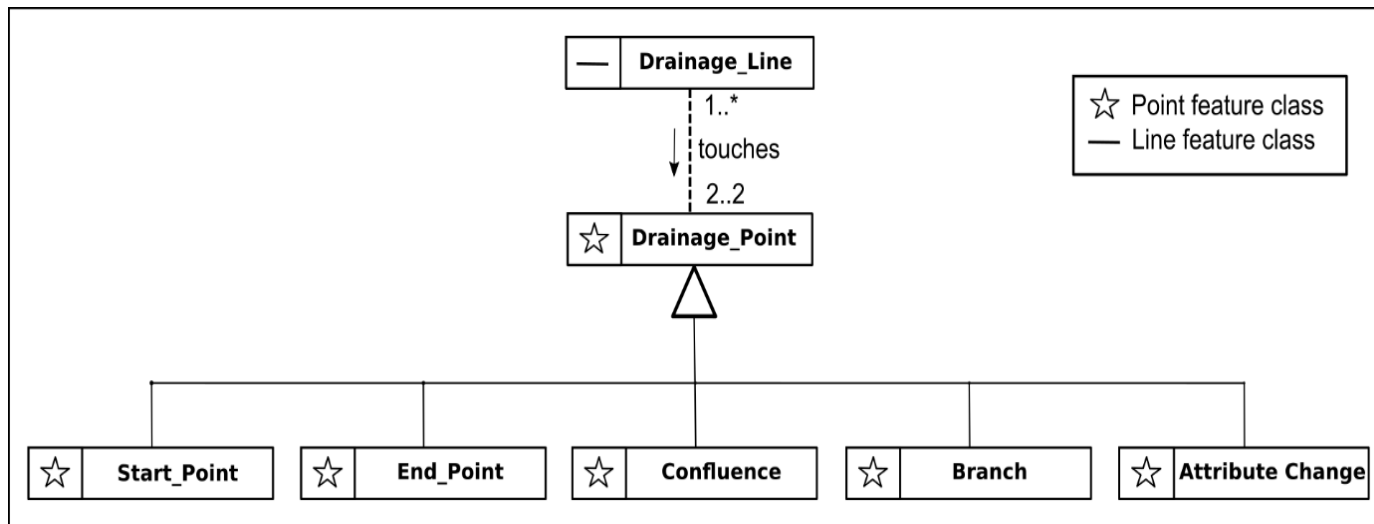 Drainage_Line
1..*
touches
2..2
Drainage_Point
Point feature class
Line feature class
Start_Point
End_Point
Confluence
Branch
Attribute Change